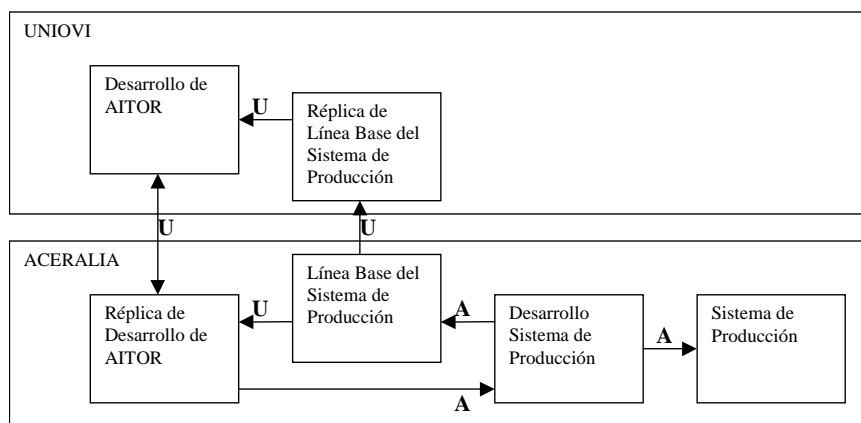 UNIOVI
Desarrollo de
AITOR
U
Réplica de
Línea Base del
Sistema de
Producción
U
U
ACERALIA
Réplica de
Desarrollo de
AITOR
U
Línea Base del
Sistema de
Producción
A
Desarrollo
Sistema de
Producción
A
Sistema de
Producción
A